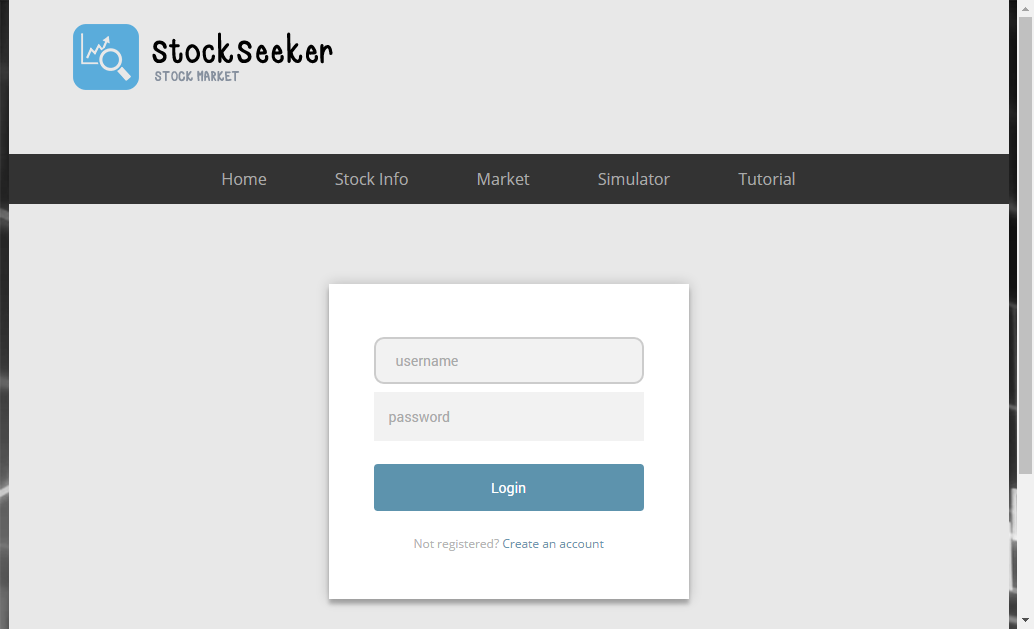 StockSeeker
STOCK MARKET
Home Stock Info Market Simulator Tutorial
username
password
Login
Not registered? Create an account